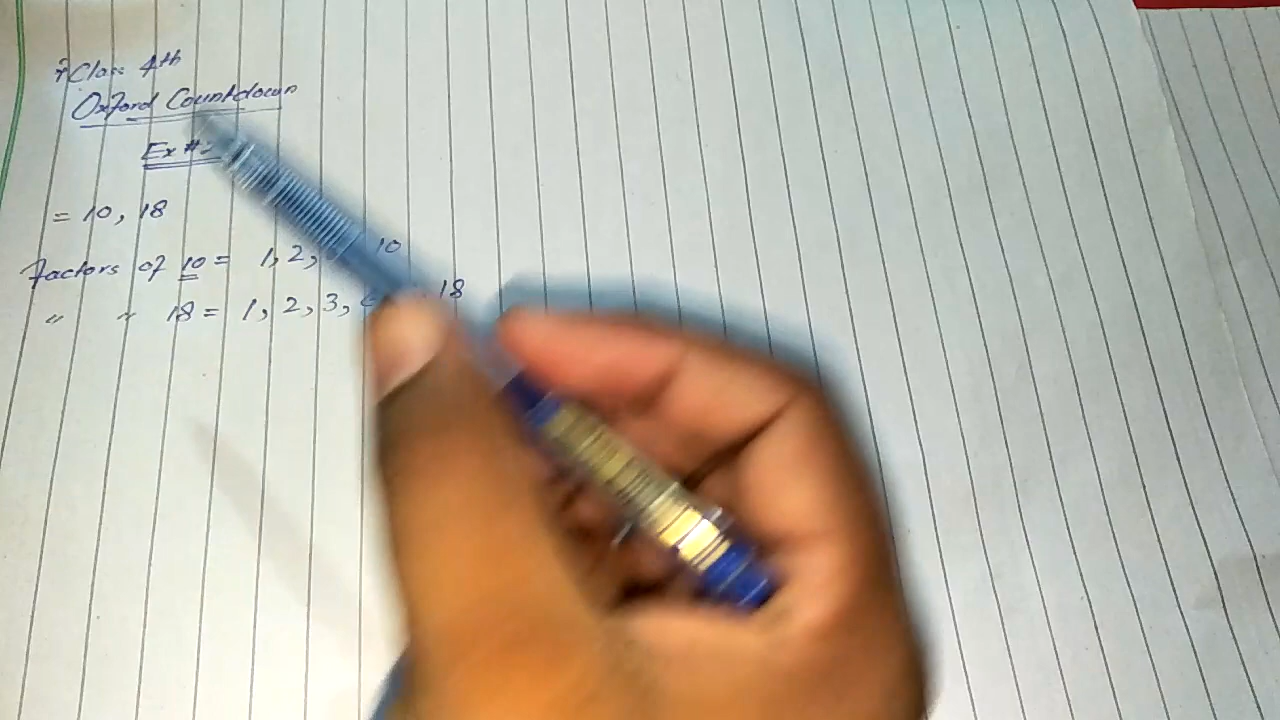 Class 4th
Oxford Countdown
Ex #
= 10, 18
Factors of 10 = 1, 2, 10
" " 18 = 1, 2, 3, 18